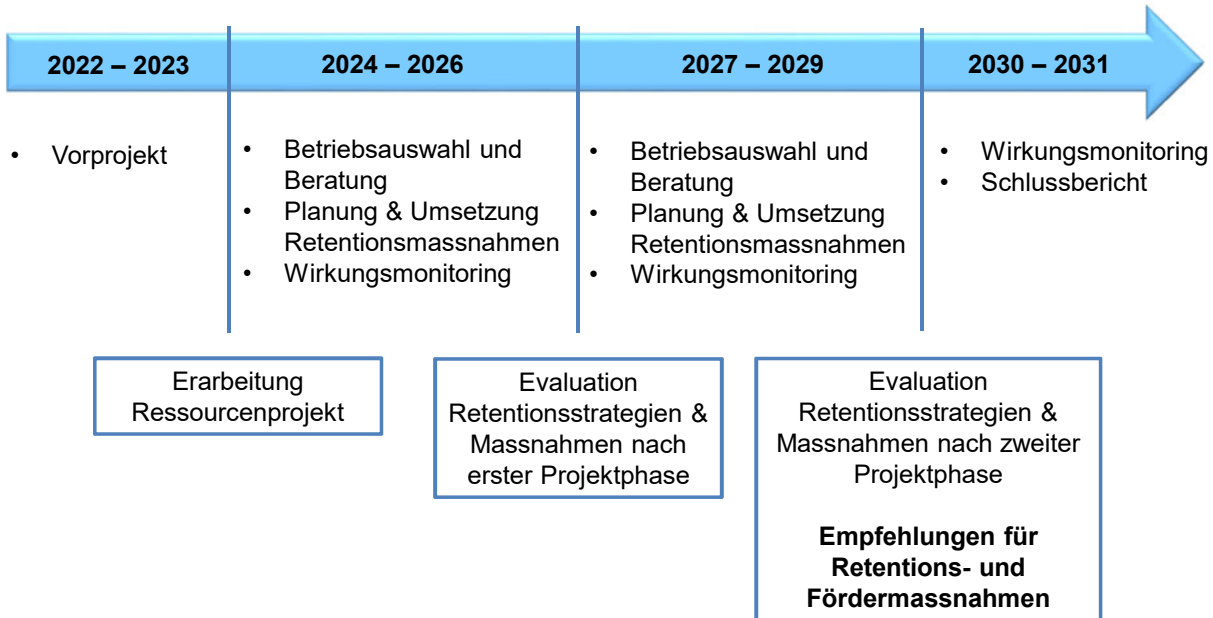 2022 – 2023
2024 – 2026
2027 – 2029
2030 – 2031
• Vorprojekt
• Betriebsauswahl und
Beratung
• Planung & Umsetzung
Retentionsmassnahmen
• Wirkungsmonitoring
• Betriebsauswahl und
Beratung
• Planung & Umsetzung
Retentionsmassnahmen
• Wirkungsmonitoring
• Wirkungsmonitoring
• Schlussbericht
Erarbeitung
Ressourcenprojekt
Evaluation
Retentionsstrategien &
Massnahmen nach
erster Projektphase
Evaluation
Retentionsstrategien &
Massnahmen nach zweiter
Projektphase
Empfehlungen für
Retentions- und
Fördermassnahmen